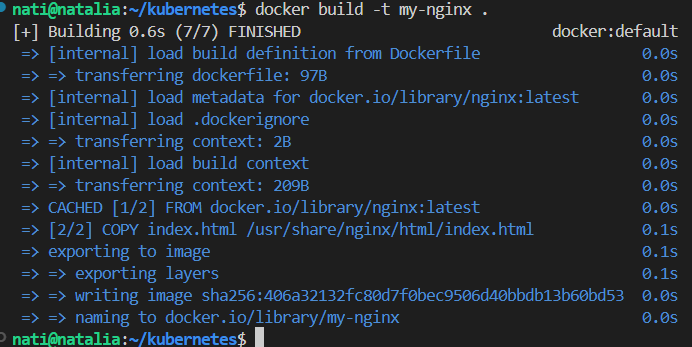 nati@natalia:~/kubernetes$ docker build -t my-nginx .
[+] Building 0.6s (7/7) FINISHED docker:default
=> [internal] load build definition from Dockerfile 0.0s
=> => transferring dockerfile: 97B 0.0s
=> [internal] load metadata for docker.io/library/nginx:latest 0.0s
=> [internal] load .dockerignore 0.0s
=> => transferring context: 2B 0.0s
=> [internal] load build context 0.0s
=> => transferring context: 209B 0.0s
=> CACHED [1/2] FROM docker.io/library/nginx:latest 0.0s
=> [2/2] COPY index.html /usr/share/nginx/html/index.html 0.1s
=> exporting to image 0.1s
=> => exporting layers 0.1s
=> => writing image sha256:406a32132fc80d7f0bec9506d40bbdb13b60bd53 0.0s
=> => naming to docker.io/library/my-nginx 0.0s
nati@natalia:~/kubernetes$